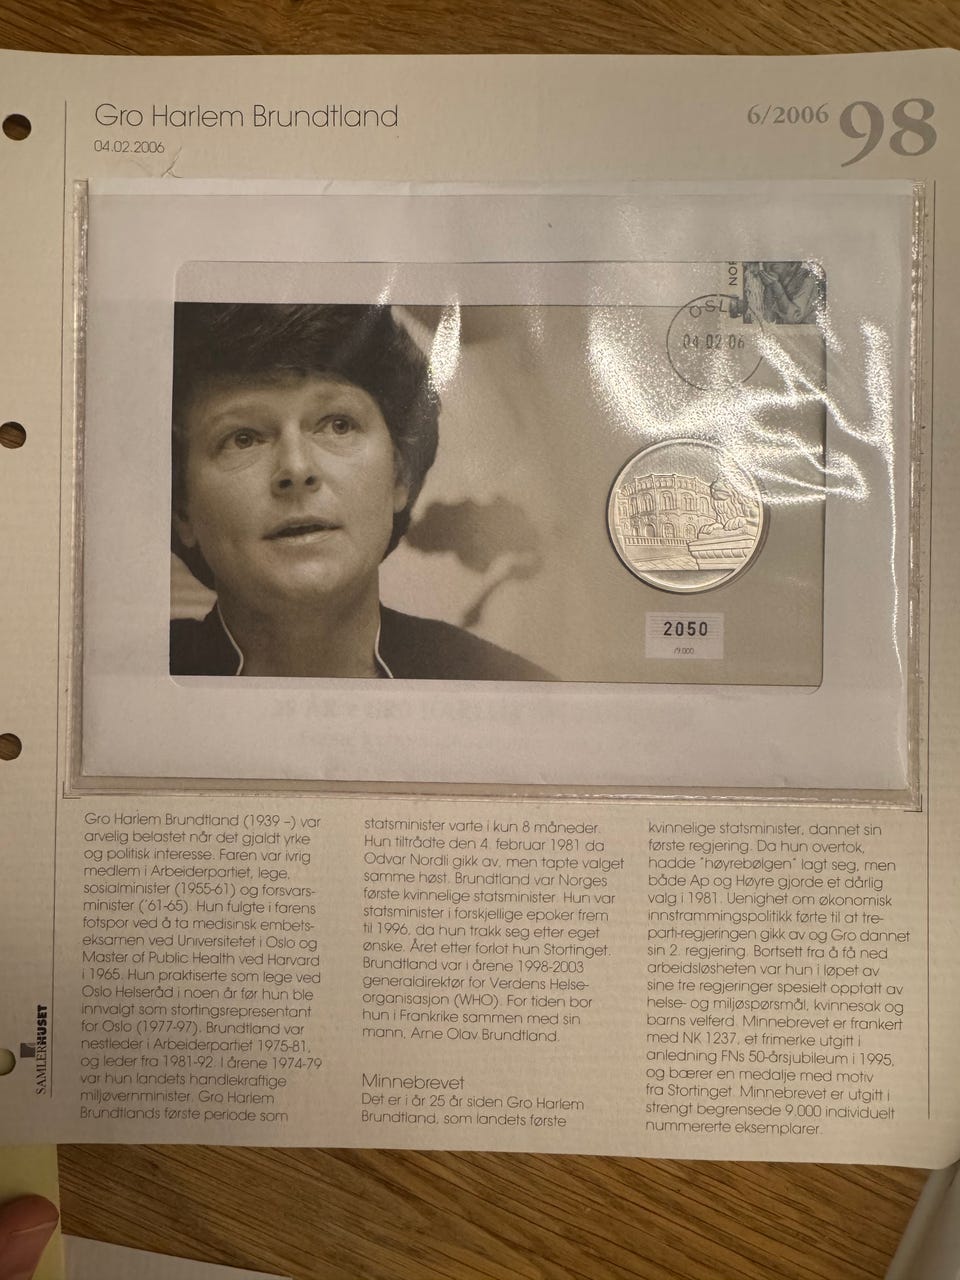 Gro Harlem Brundtland
04.02.2006
6/2006 98
NOR
OSL
04 02 06
2050
/9.000
Gro Harlem Brundtland (1939 –) var
arvelig belastet når det gjaldt yrke
og politisk interesse. Faren var ivrig
medlem i Arbeiderpartiet, lege,
sosialminister (1955-61) og forsvars-
minister ('61-65). Hun fulgte i farens
fotspor ved å ta medisinsk embets-
eksamen ved Universitetet i Oslo og
Master of Public Health ved Harvard
i 1965. Hun praktiserte som lege ved
Oslo Helseråd i noen år før hun ble
innvalgt som stortingsrepresentant
for Oslo (1977-97). Brundtland var
nestleder i Arbeiderpartiet 1975-81,
og leder fra 1981-92. I årene 1974-79
var hun landets handlekraftige
miljøvernminister. Gro Harlem
Brundtlands første periode som
statsminister varte i kun 8 måneder.
Hun tiltrådte den 4. februar 1981 da
Odvar Nordli gikk av, men tapte valget
samme høst. Brundtland var Norges
første kvinnelige statsminister. Hun var
statsminister i forskjellige epoker frem
til 1996, da hun trakk seg etter eget
ønske. Året etter forlot hun Stortinget.
Brundtland var i årene 1998-2003
generaldirektør for Verdens Helse-
organisasjon (WHO). For tiden bor
hun i Frankrike sammen med sin
mann, Arne Olav Brundtland.
Minnebrevet
Det er i år 25 år siden Gro Harlem
Brundtland, som landets første
kvinnelige statsminister, dannet sin
første regjering. Da hun overtok,
hadde "høyrebølgen" lagt seg, men
både Ap og Høyre gjorde et dårlig
valg i 1981. Uenighet om økonomisk
innstrammingspolitikk førte til at tre-
parti-regjeringen gikk av og Gro dannet
sin 2. regjering. Bortsett fra å få ned
arbeidsløsheten var hun i løpet av
sine tre regjeringer spesielt opptatt av
helse- og miljøspørsmål, kvinnesak og
barns velferd. Minnebrevet er frankert
med NK 1237, et frimerke utgitt i
anledning FNs 50-årsjubileum i 1995,
og bærer en medalje med motiv
fra Stortinget. Minnebrevet er utgitt i
strengt begrensede 9.000 individuelt
nummererte eksemplarer.
SAMLERHUSET